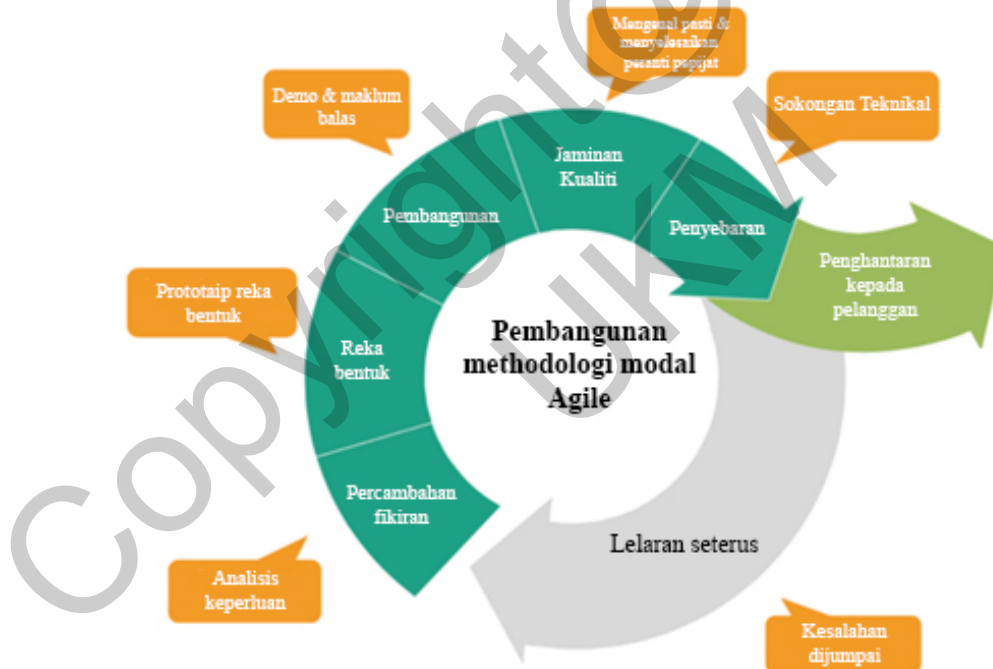 Mengenal pasti &
menyelesaikan
pesanti pepijat
Demo & maklum
balas
Sokongan Teknikal
Jaminan
Kualiti
Pembangunan
Penyebaran
Penghantaran
kepada
pelanggan
Prototaip reka
bentuk
Pembangunan
methodologi modal
Agile
Reka
bentuk
Percambahan
fikiran
Lelaran seterus
Analisis
keperluan
Kesalahan
dijumpai
Copyright@
UKM